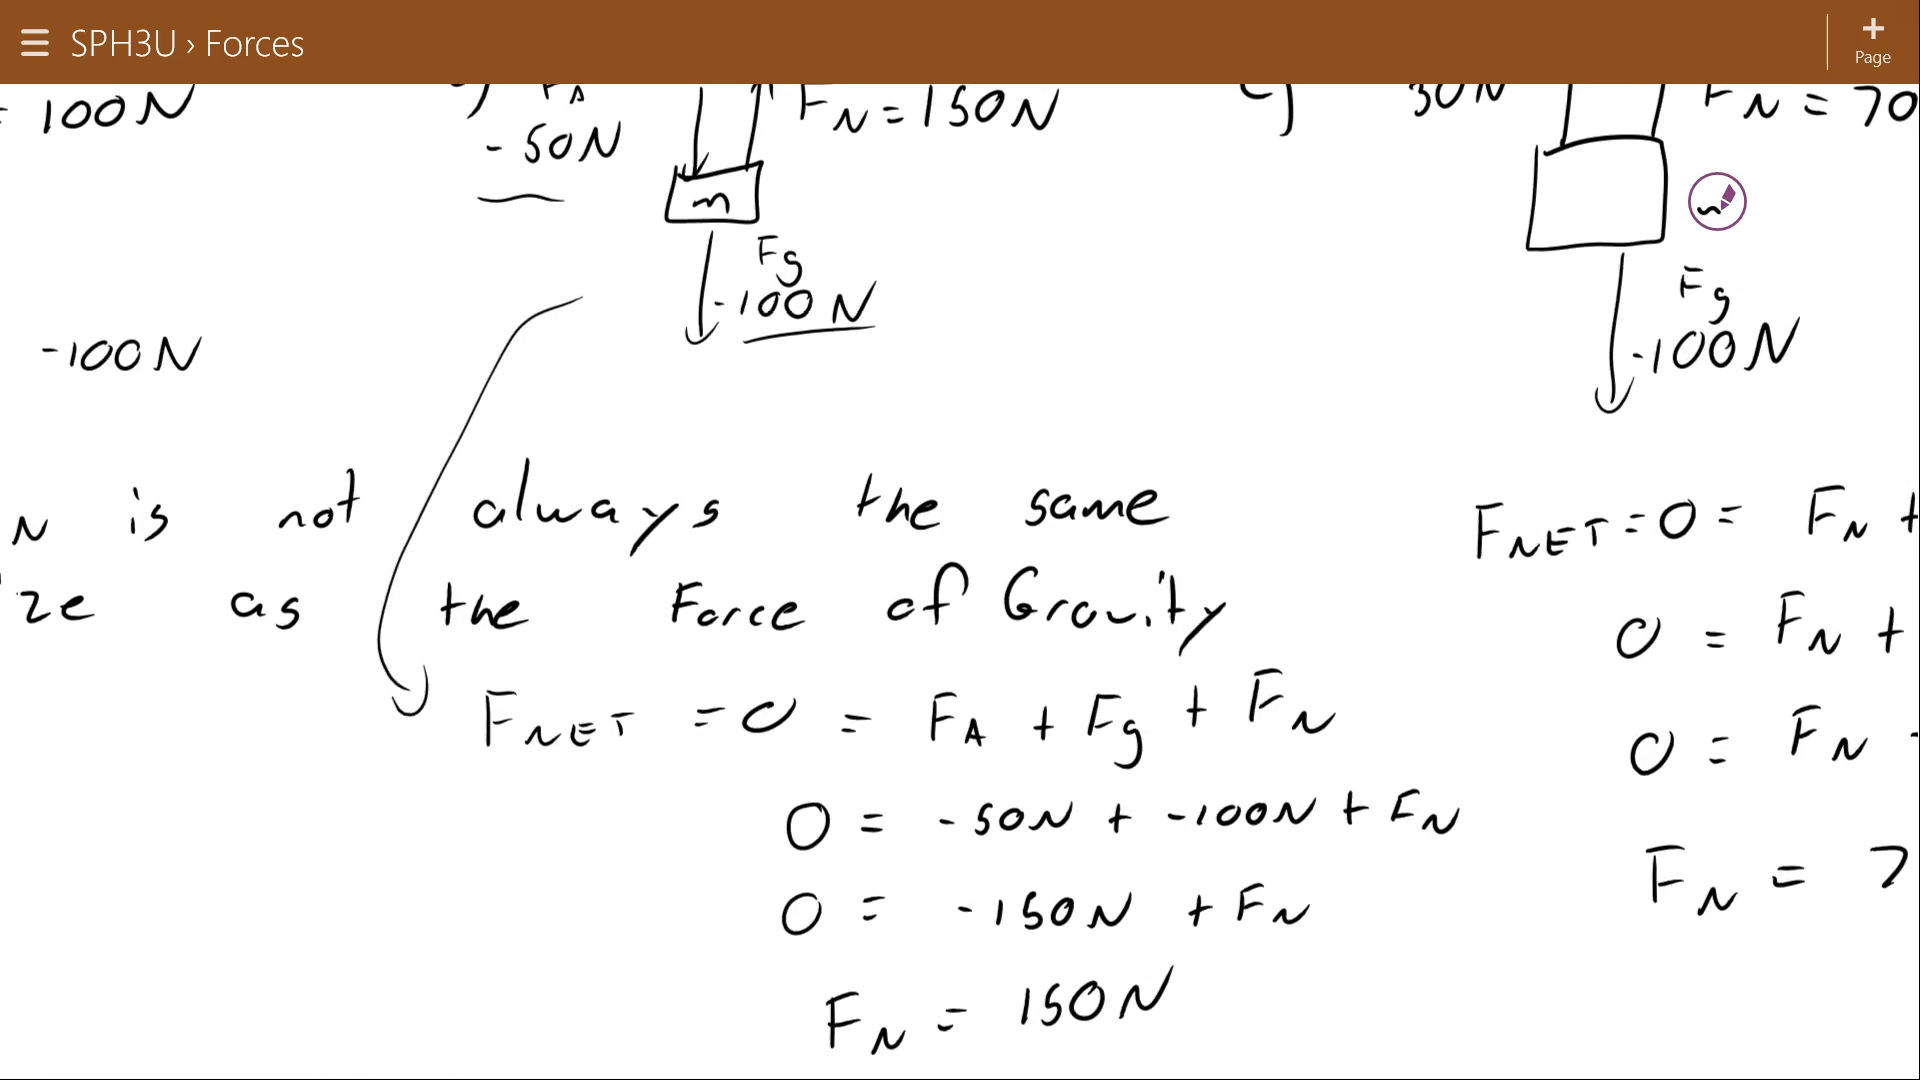 SPH3U › Forces
+ Page
= 100N
FA
-50N
FN = 150N
m
Fg
-100N
-100N
c)
30N
FN = 70
Fg
-100N
N is not always the same
ze as the Force of Gravity
FNET = 0 = FA + Fg + FN
0 = -50N + -100N + FN
0 = -150N + FN
FN = 150N
FNET = 0 = FN +
0 = FN +
0 = FN -
FN = 7